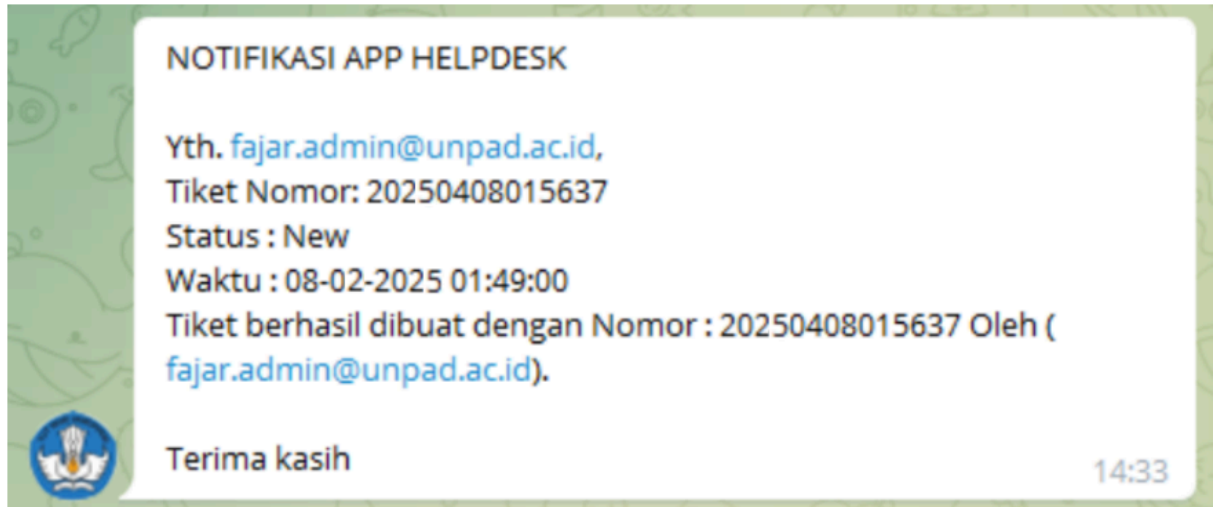 NOTIFIKASI APP HELPDESK
Yth. fajar.admin@unpad.ac.id,
Tiket Nomor: 20250408015637
Status : New
Waktu : 08-02-2025 01:49:00
Tiket berhasil dibuat dengan Nomor : 20250408015637 Oleh (
fajar.admin@unpad.ac.id).
Terima kasih
14:33